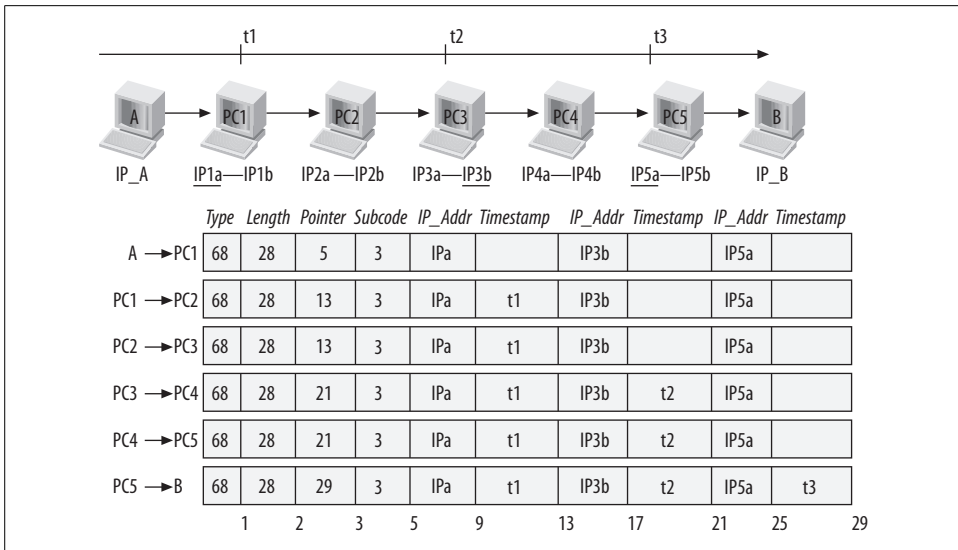 t1 t2 t3
A PC1 PC2 PC3 PC4 PC5 B
IP_A IP1a—IP1b IP2a—IP2b IP3a—IP3b IP4a—IP4b IP5a—IP5b IP_B
Type Length Pointer Subcode IP_Addr Timestamp IP_Addr Timestamp IP_Addr Timestamp
A → PC1 68 28 5 3 IPa IP3b IP5a
PC1 → PC2 68 28 13 3 IPa t1 IP3b IP5a
PC2 → PC3 68 28 13 3 IPa t1 IP3b IP5a
PC3 → PC4 68 28 21 3 IPa t1 IP3b t2 IP5a
PC4 → PC5 68 28 21 3 IPa t1 IP3b t2 IP5a
PC5 → B 68 28 29 3 IPa t1 IP3b t2 IP5a t3
1 2 3 5 9 13 17 21 25 29